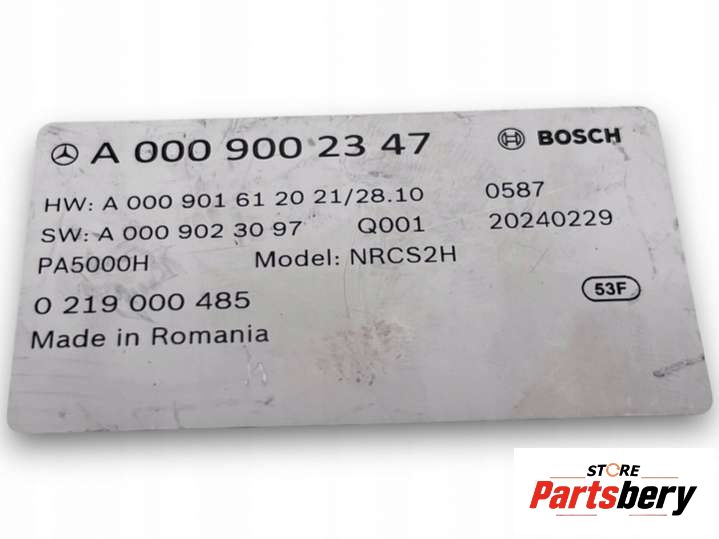 A 000 900 23 47
BOSCH
HW: A 000 901 61 20 21/28.10 0587
SW: A 000 902 30 97 Q001 20240229
PA5000H Model: NRCS2H
0 219 000 485
53F
Made in Romania
STORE
Partsbery